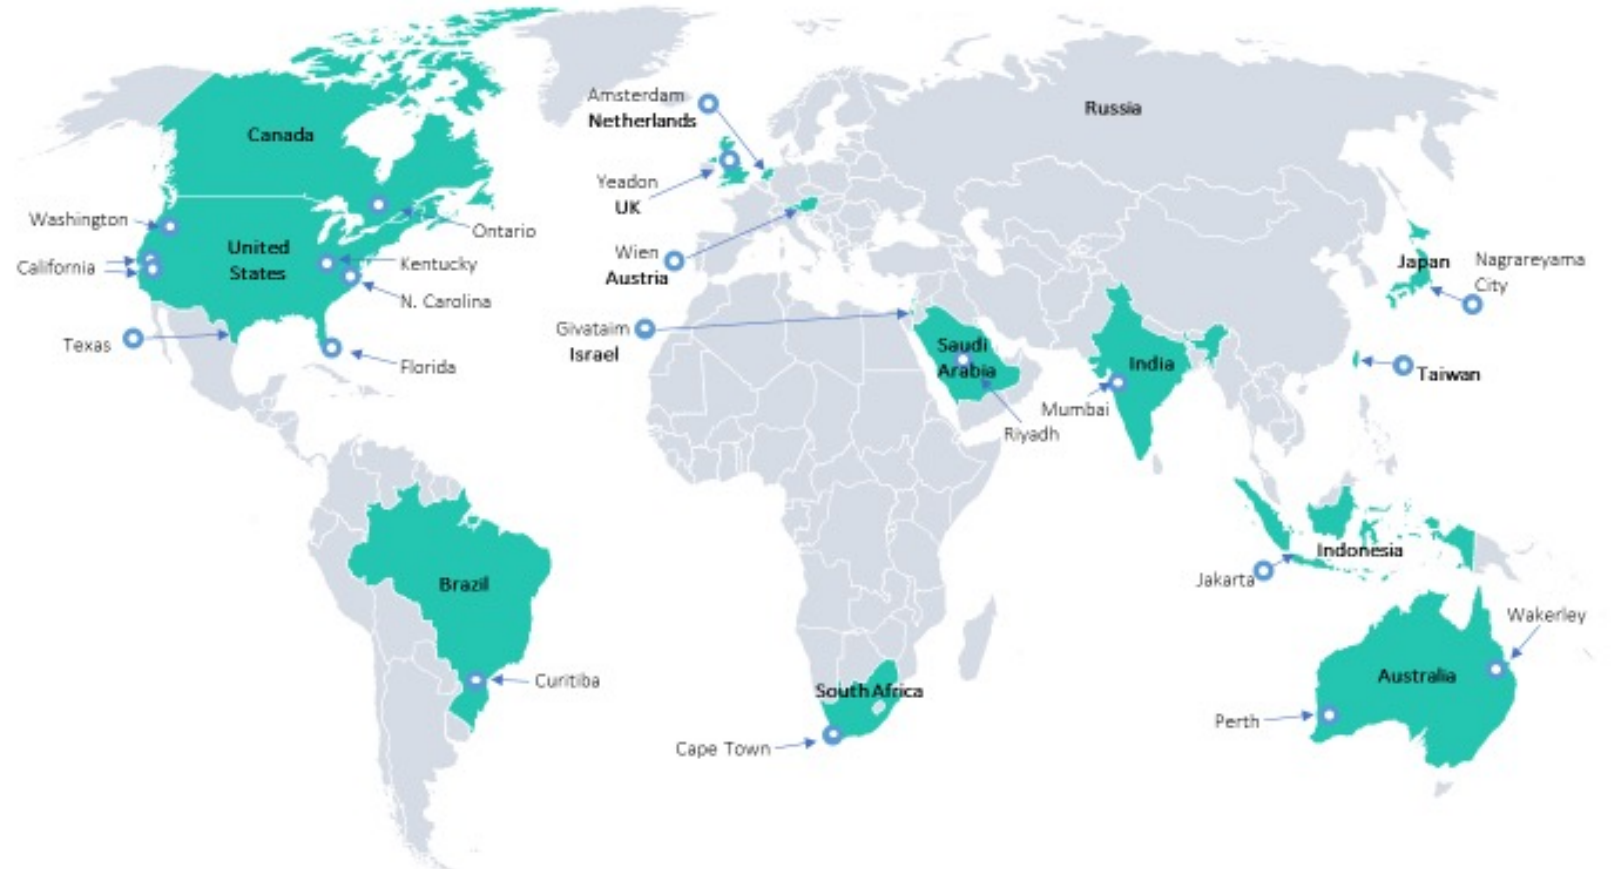 Canada
Washington
California
United
States
Texas
Ontario
Kentucky
N. Carolina
Florida
Brazil
Curitiba
Amsterdam
Netherlands
Yeadon
UK
Wien
Austria
Givataim
Israel
Russia
Saudi
Arabia
Riyadh
India
Mumbai
South Africa
Cape Town
Japan
Nagrareyama
City
Taiwan
Indonesia
Jakarta
Wakerley
Australia
Perth